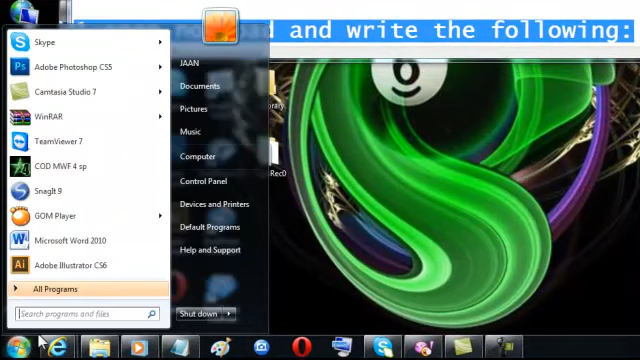 d and write the following:
Skype
Adobe Photoshop CS5
Camtasia Studio 7
WinRAR
TeamViewer 7
COD MWF 4 sp
SnagIt 9
GOM Player
Microsoft Word 2010
Adobe Illustrator CS6
All Programs
Search programs and files
JAAN
Documents
Pictures
Music
Computer
Control Panel
Devices and Printers
Default Programs
Help and Support
Shut down
rary
Rec0